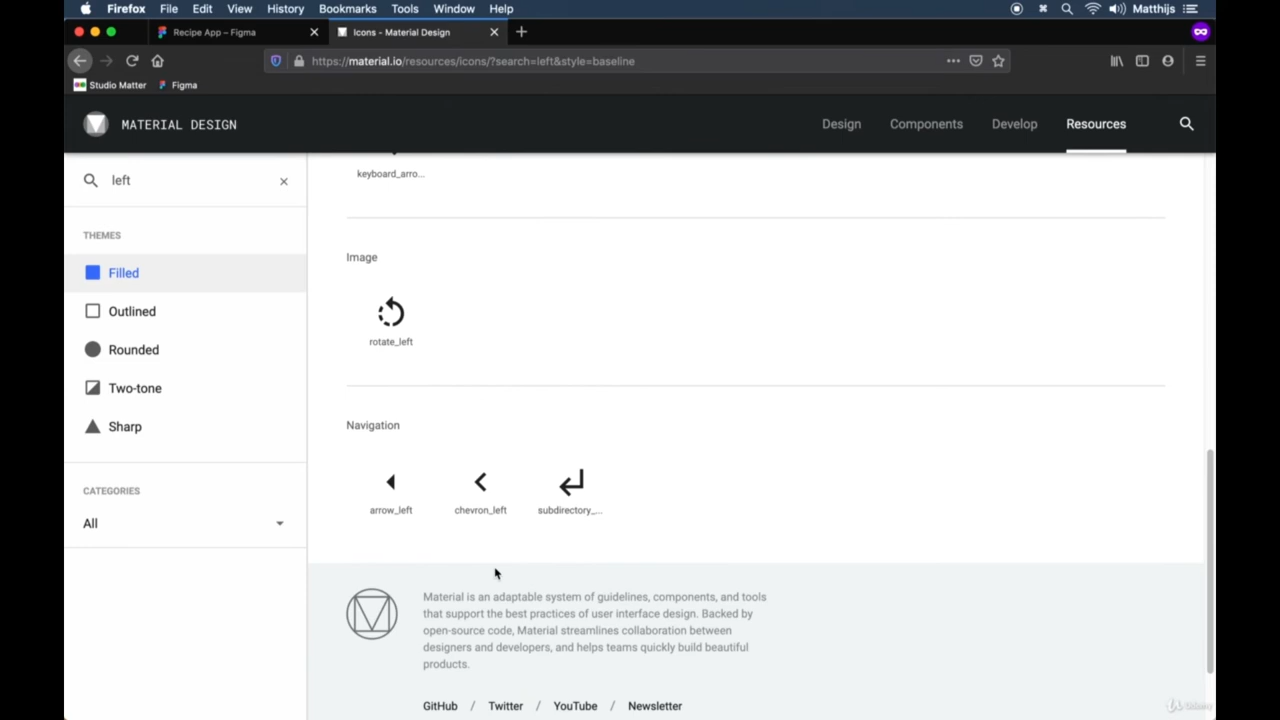 Firefox File Edit View History Bookmarks Tools Window Help Matthijs
Recipe App – Figma Icons - Material Design
https://material.io/resources/icons/?search=left&style=baseline
Studio Matter Figma
MATERIAL DESIGN Design Components Develop Resources
left
keyboard_arro...
THEMES
Filled
Outlined
Rounded
Two-tone
Sharp
CATEGORIES
All
Image
rotate_left
Navigation
arrow_left chevron_left subdirectory_...
Material is an adaptable system of guidelines, components, and tools
that support the best practices of user interface design. Backed by
open-source code, Material streamlines collaboration between
designers and developers, and helps teams quickly build beautiful
products.
GitHub / Twitter / YouTube / Newsletter
Udemy